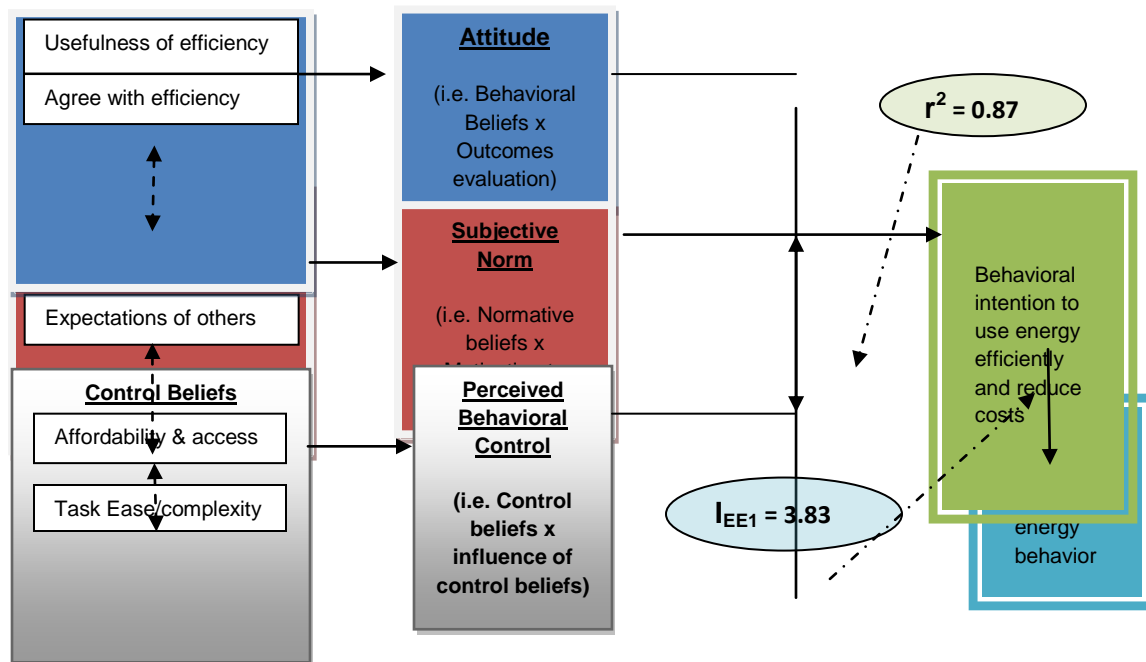 Usefulness of efficiency
Agree with efficiency
Expectations of others
Control Beliefs
Affordability & access
Task Ease/complexity
Attitude
(i.e. Behavioral
Beliefs x
Outcomes
evaluation)
Subjective
Norm
(i.e. Normative
beliefs x
Perceived
Behavioral
Control
(i.e. Control
beliefs x
influence of
control beliefs)
r² = 0.87
I_EE1 = 3.83
Behavioral
intention to
use energy
efficiently
and reduce
costs
energy
behavior